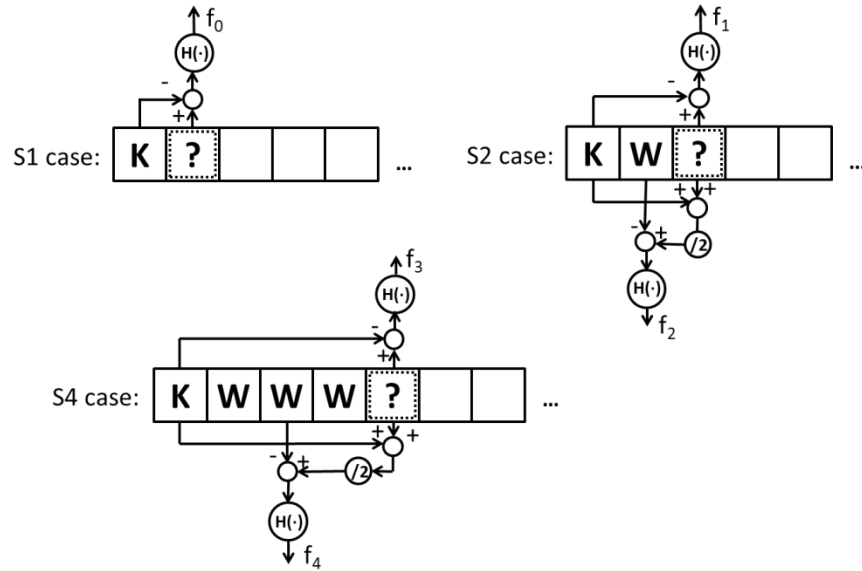 f₀
H(·)
-
+
S1 case: K ? ...
f₁
H(·)
-
+
S2 case: K W ? ...
+ +
- + /2
H(·)
f₂
f₃
H(·)
-
+
S4 case: K W W W ? ...
+ +
- + /2
H(·)
f₄